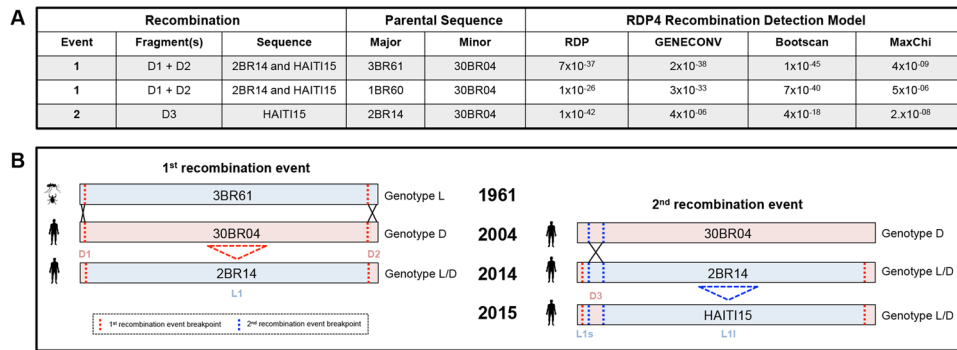 A
Recombination Parental Sequence RDP4 Recombination Detection Model
Event Fragment(s) Sequence Major Minor RDP GENECONV Bootscan MaxChi
1 D1 + D2 2BR14 and HAITI15 3BR61 30BR04 7x10-37 2x10-38 1x10-45 4x10-09
1 D1 + D2 2BR14 and HAITI15 1BR60 30BR04 1x10-26 3x10-33 7x10-40 5x10-06
2 D3 HAITI15 2BR14 30BR04 1x10-42 4x10-06 4x10-18 2.x10-08
B
1st recombination event
3BR61 Genotype L
30BR04 Genotype D
D1 D2
2BR14 Genotype L/D
L1
1st recombination event breakpoint 2nd recombination event breakpoint
1961
2004
2014
2015
2nd recombination event
30BR04 Genotype D
2BR14 Genotype L/D
D3
HAITI15 Genotype L/D
L1s L1l